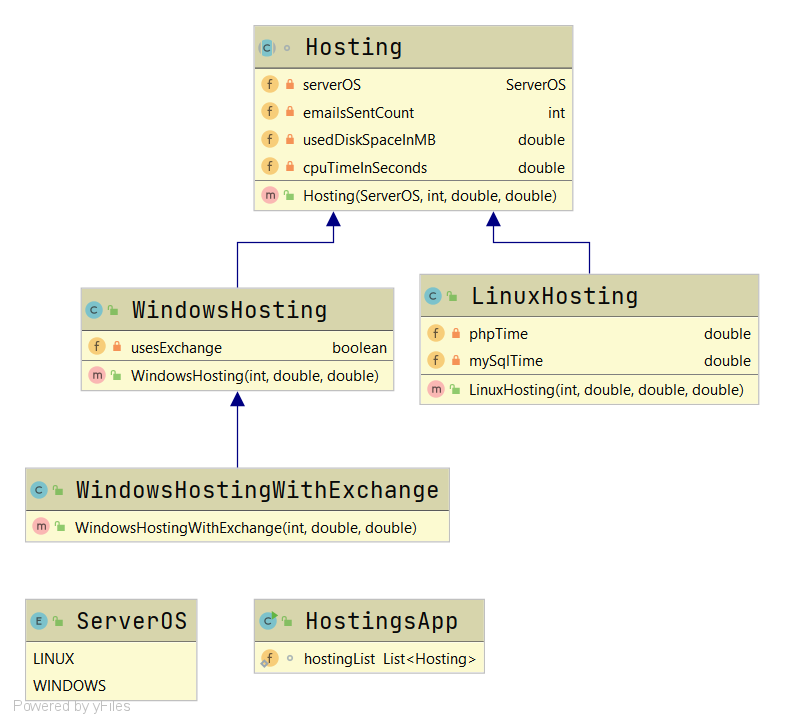 Hosting
serverOS ServerOS
emailsSentCount int
usedDiskSpaceInMB double
cpuTimeInSeconds double
Hosting(ServerOS, int, double, double)
WindowsHosting
usesExchange boolean
WindowsHosting(int, double, double)
LinuxHosting
phpTime double
mySqlTime double
LinuxHosting(int, double, double, double)
WindowsHostingWithExchange
WindowsHostingWithExchange(int, double, double)
ServerOS
LINUX
WINDOWS
HostingsApp
hostingList List<Hosting>
Powered by yFiles